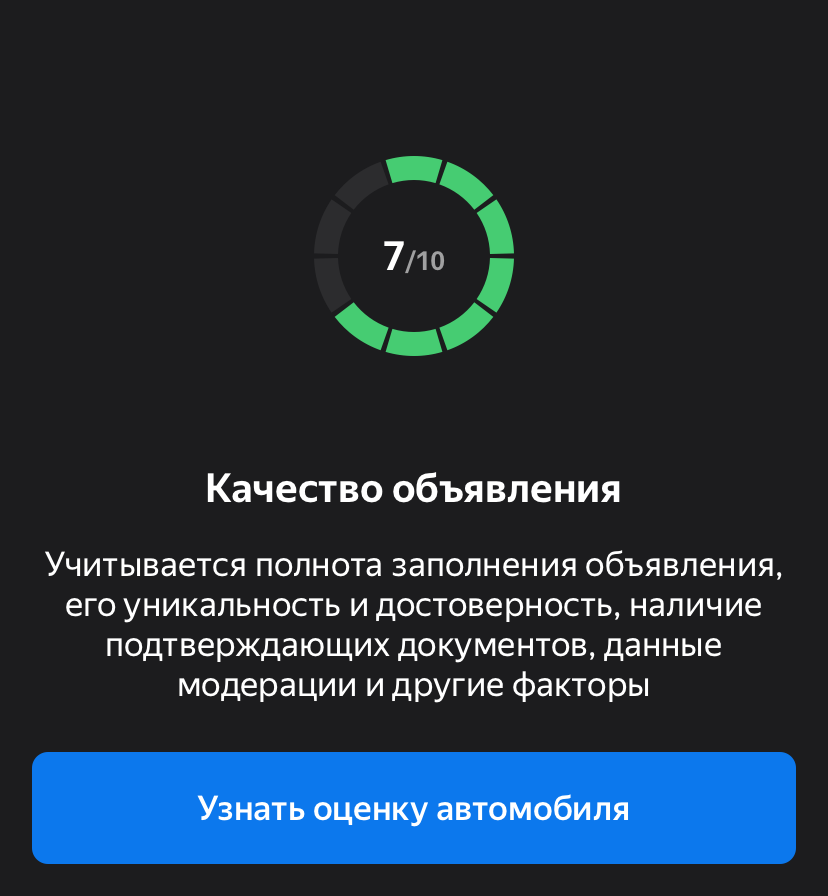 7/10
Качество объявления
Учитывается полнота заполнения объявления,
его уникальность и достоверность, наличие
подтверждающих документов, данные
модерации и другие факторы
Узнать оценку автомобиля